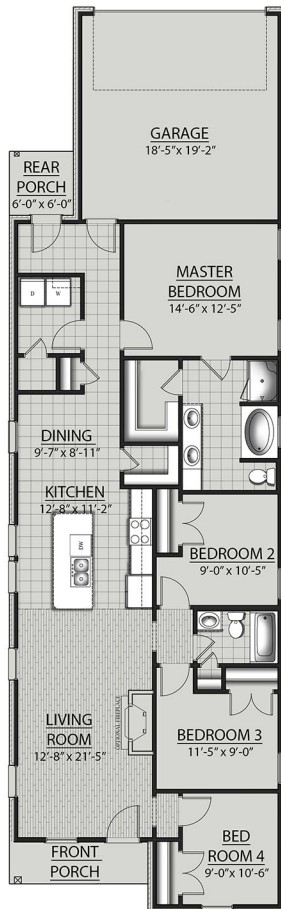 GARAGE
18'-5" x 19'-2"
REAR
PORCH
6'-0" x 6'-0"
MASTER
BEDROOM
14'-6" x 12'-5"
D
W
DINING
9'-7" x 8'-11"
KITCHEN
12'-8" x 11'-2"
DW
BEDROOM 2
9'-0" x 10'-5"
OPTIONAL FIREPLACE
LIVING
ROOM
12'-8" x 21'-5"
BEDROOM 3
11'-5" x 9'-0"
BED
ROOM 4
9'-0" x 10'-6"
FRONT
PORCH